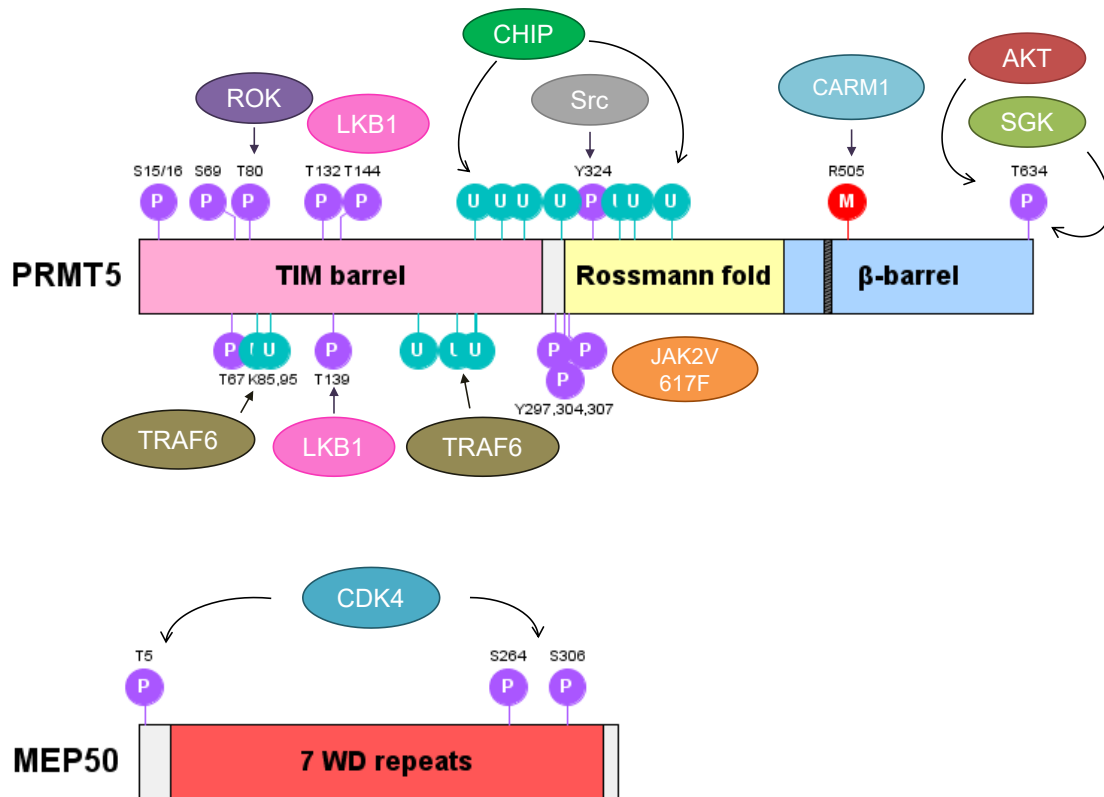 CHIP
AKT
ROK
LKB1
Src
CARM1
SGK
S15/16
S69
T80
T132
T144
Y324
R505
T634
P
P
P
P
P
U
U
U
U
P
U
U
U
M
P
PRMT5
TIM barrel
Rossmann fold
β-barrel
P
U
U
P
U
U
U
P
P
P
T67
K85,95
T139
Y297,304,307
JAK2V
617F
TRAF6
LKB1
TRAF6
CDK4
T5
S264
S306
P
P
P
MEP50
7 WD repeats